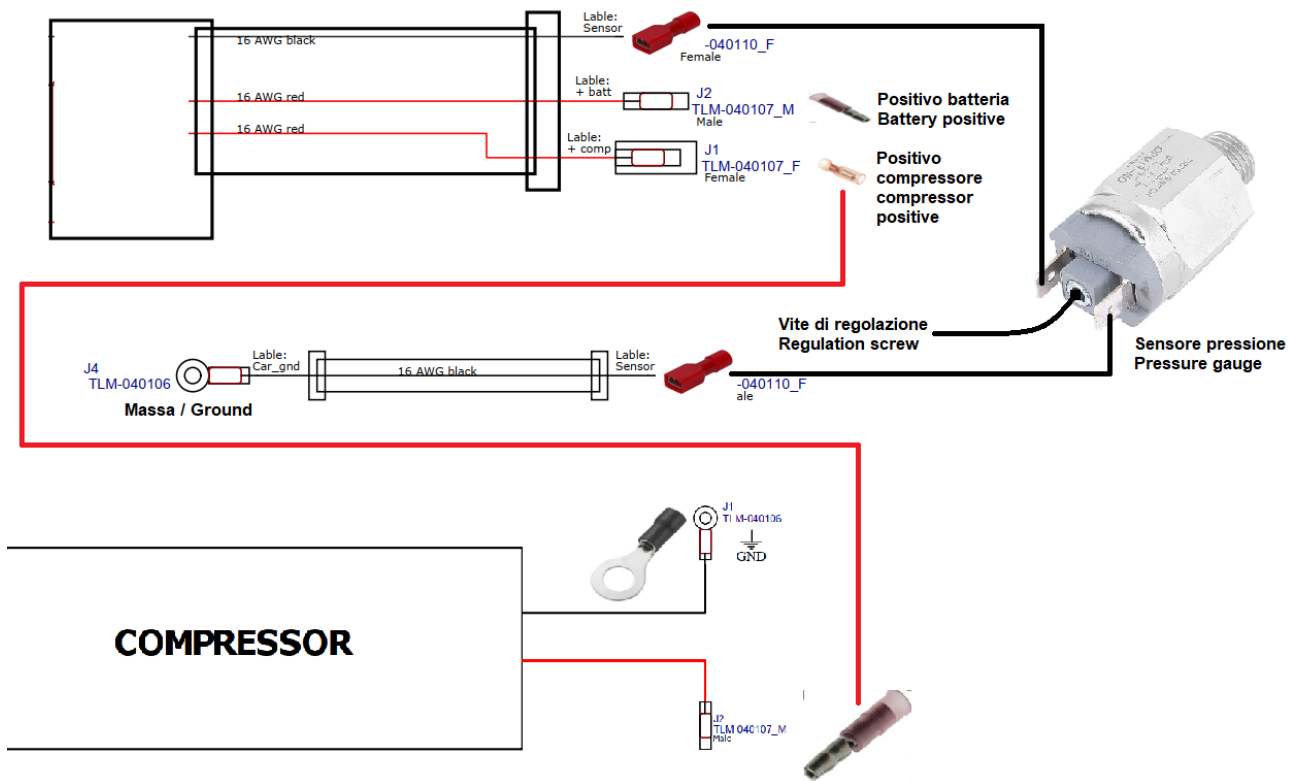 Lable:
Sensor
16 AWG black
-040110_F
Female
Lable:
+ batt
16 AWG red
J2
TLM-040107_M
Male
Positivo batteria
Battery positive
16 AWG red
Lable:
+ comp
J1
TLM-040107_F
Female
Positivo
compressore
compressor
positive
Vite di regolazione
Regulation screw
Sensore pressione
Pressure gauge
J4
TLM-040106
Lable:
Car_gnd
16 AWG black
Lable:
Sensor
-040110_F
ale
Massa / Ground
J1
TLM-040106
GND
COMPRESSOR
J2
TLM 040107_M
Male